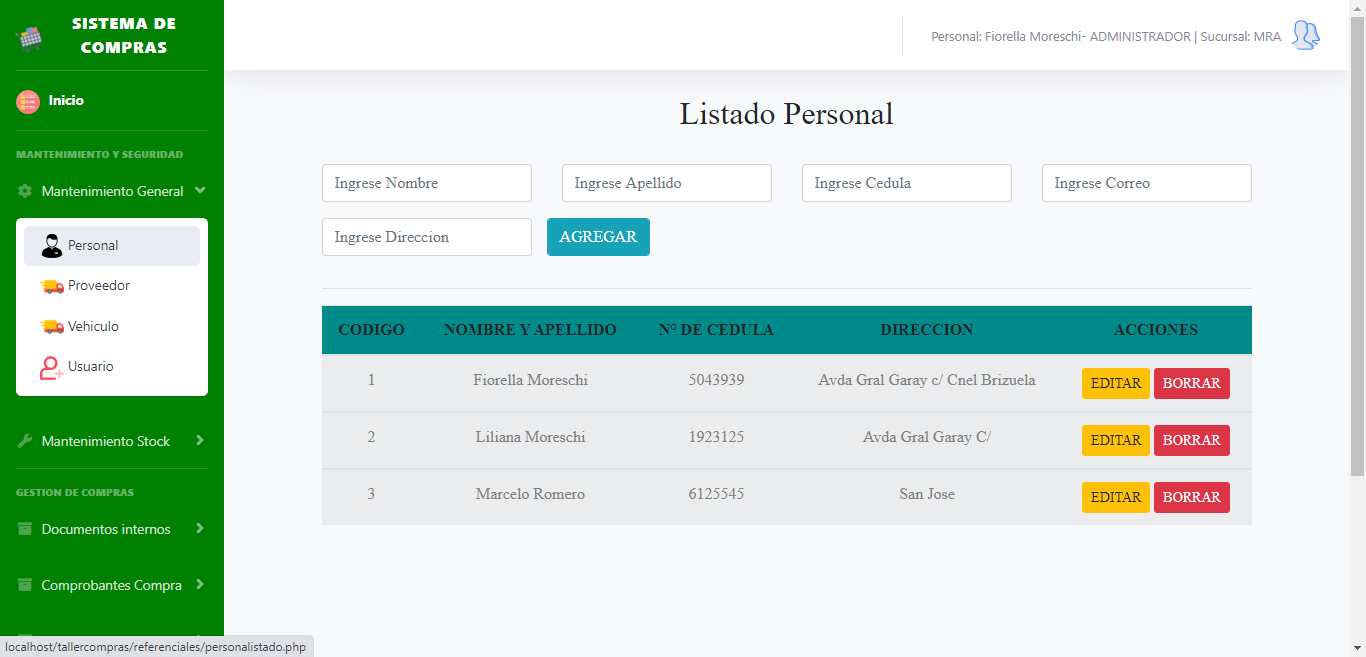 SISTEMA DE
COMPRAS
Personal: Fiorella Moreschi- ADMINISTRADOR | Sucursal: MRA
Inicio
MANTENIMIENTO Y SEGURIDAD
Mantenimiento General
Personal
Proveedor
Vehiculo
Usuario
Mantenimiento Stock
GESTION DE COMPRAS
Documentos internos
Comprobantes Compra
localhost/tallercompras/referenciales/personalistado.php
Listado Personal
Ingrese Nombre Ingrese Apellido Ingrese Cedula Ingrese Correo
Ingrese Direccion AGREGAR
CODIGO NOMBRE Y APELLIDO N° DE CEDULA DIRECCION ACCIONES
1 Fiorella Moreschi 5043939 Avda Gral Garay c/ Cnel Brizuela EDITAR BORRAR
2 Liliana Moreschi 1923125 Avda Gral Garay C/ EDITAR BORRAR
3 Marcelo Romero 6125545 San Jose EDITAR BORRAR